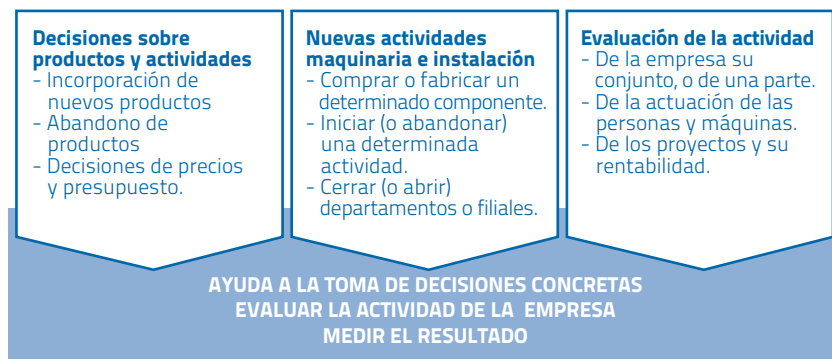 Decisiones sobre
productos y actividades
- Incorporación de
nuevos productos
- Abandono de
productos
- Decisiones de precios
y presupuesto.
Nuevas actividades
maquinaria e instalación
- Comprar o fabricar un
determinado componente.
- Iniciar (o abandonar)
una determinada
actividad.
- Cerrar (o abrir)
departamentos o filiales.
Evaluación de la actividad
- De la empresa su
conjunto, o de una parte.
- De la actuación de las
personas y máquinas.
- De los proyectos y su
rentabilidad.
AYUDA A LA TOMA DE DECISIONES CONCRETAS
EVALUAR LA ACTIVIDAD DE LA EMPRESA
MEDIR EL RESULTADO